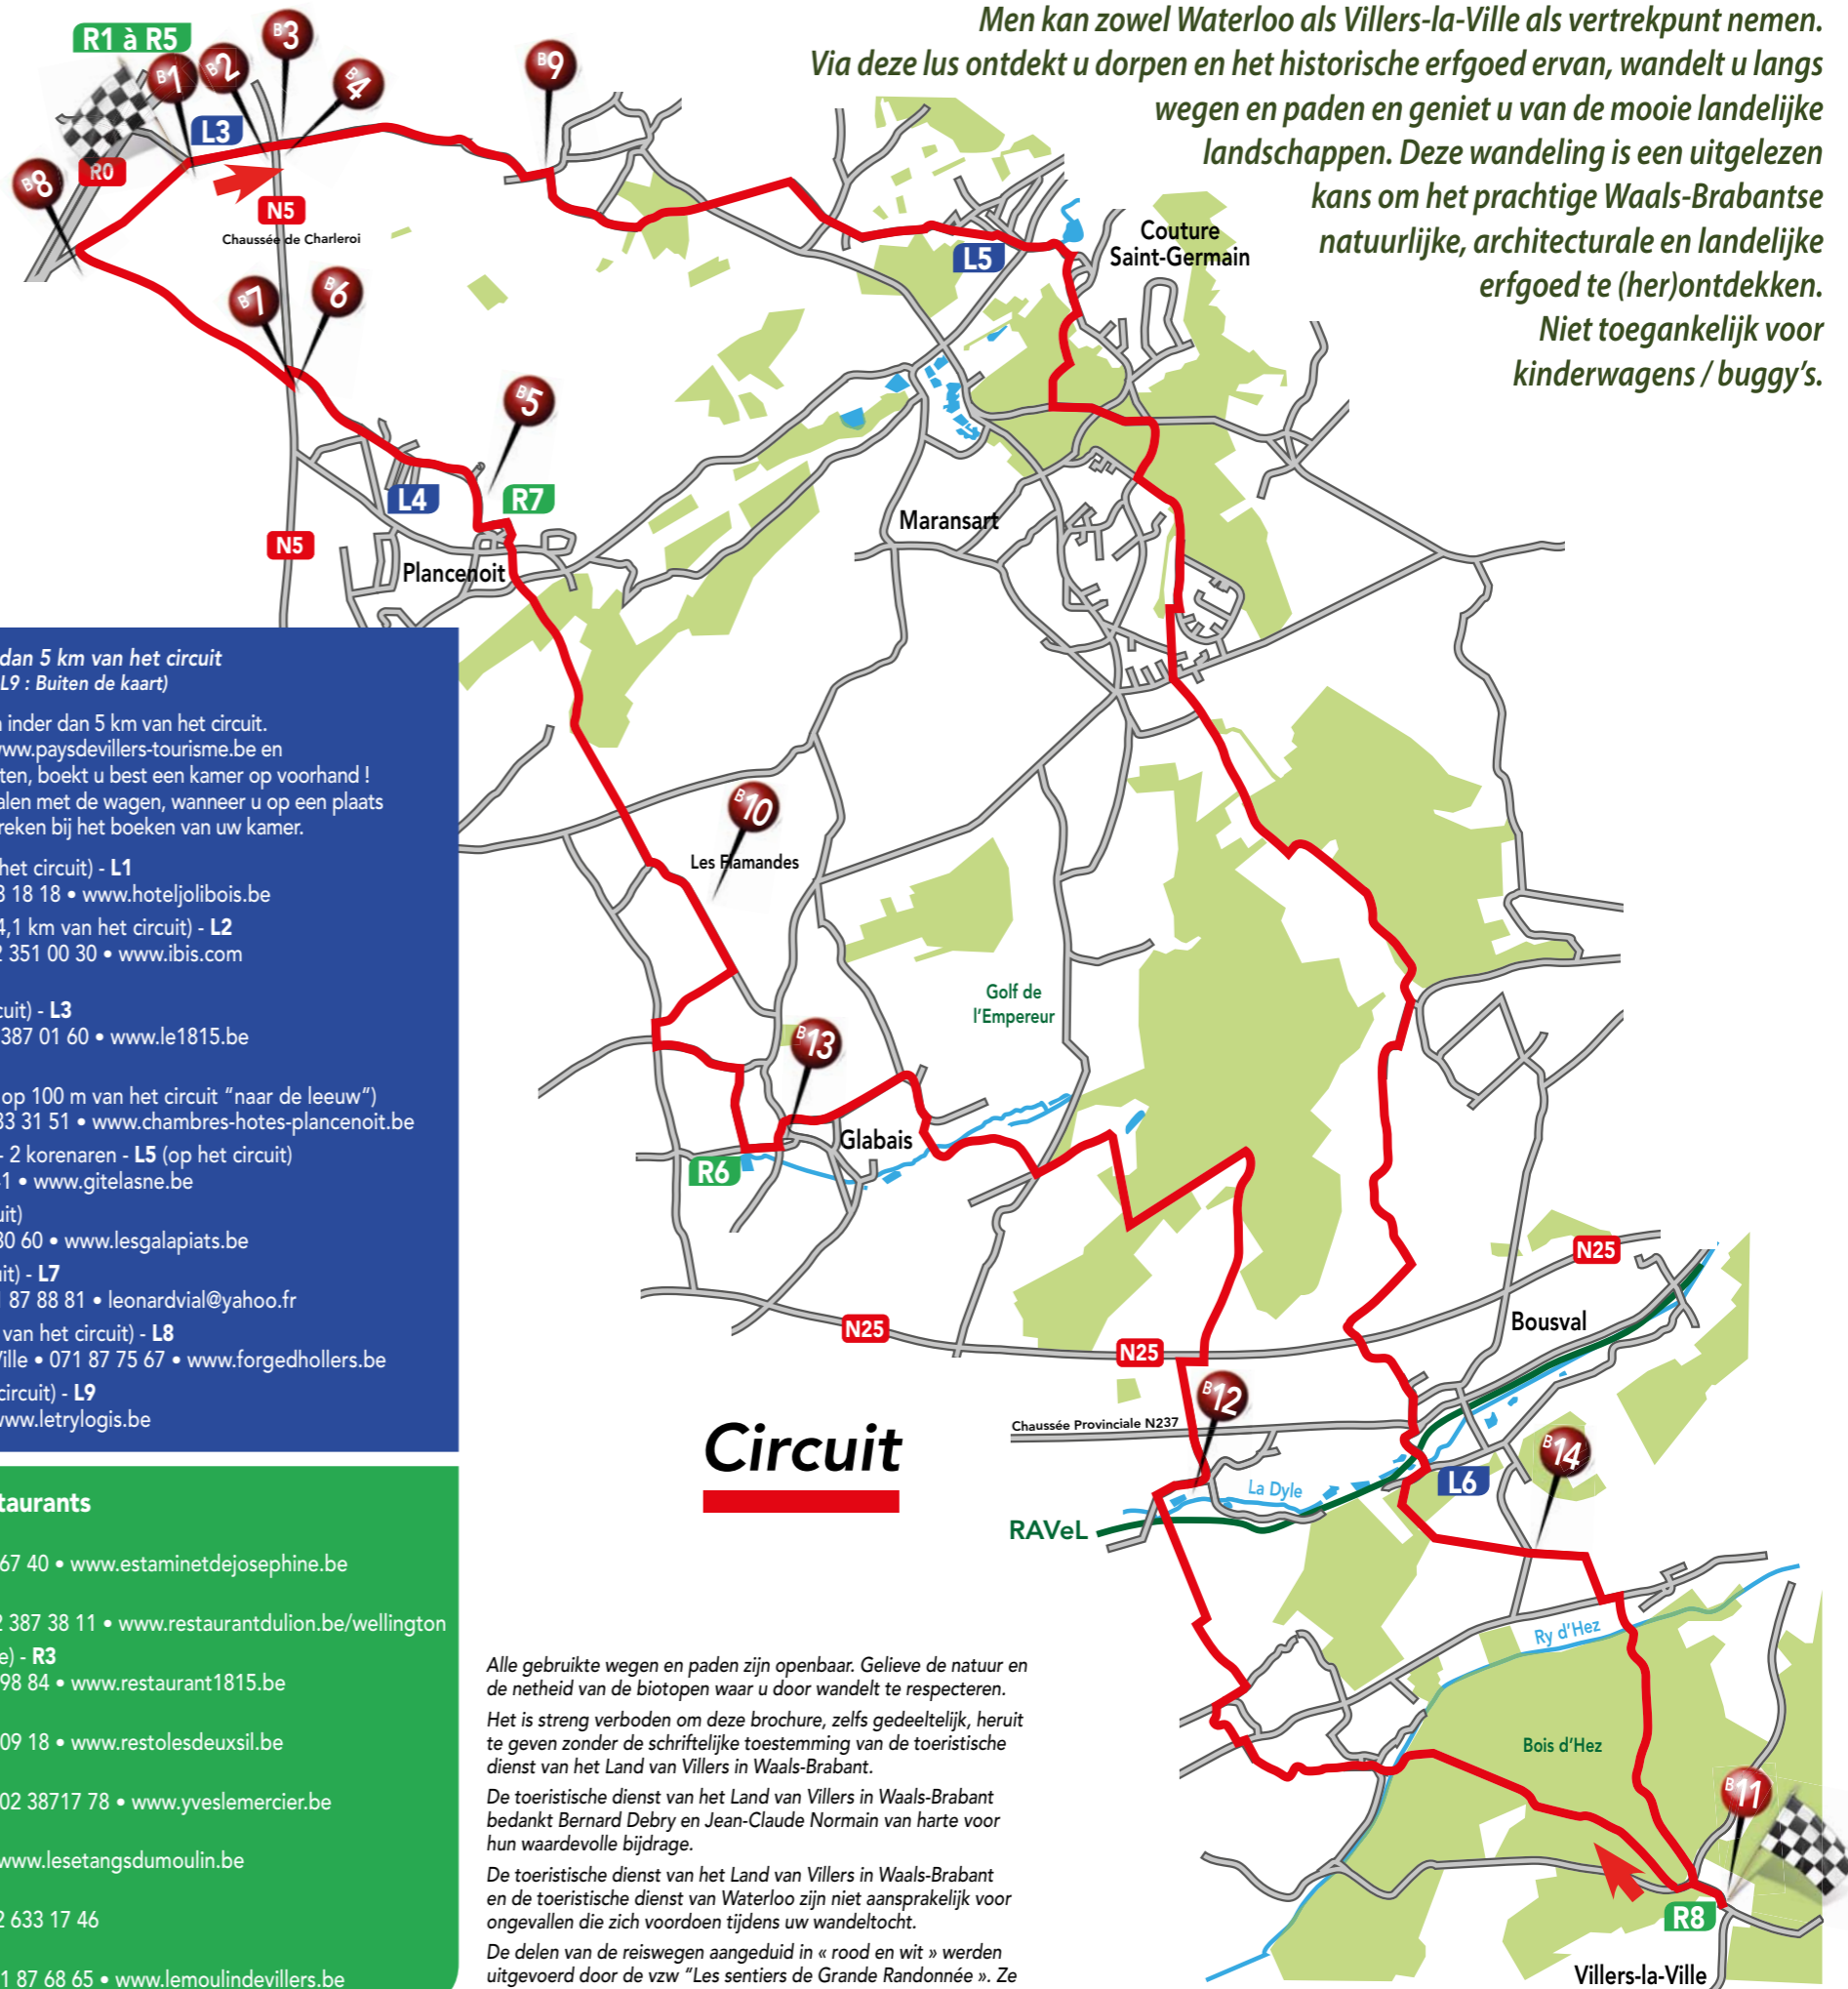 Men kan zowel Waterloo als Villers-la-Ville als vertrekpunt nemen.
Via deze lus ontdekt u dorpen en het historische erfgoed ervan, wandelt u langs
wegen en paden en geniet u van de mooie landelijke
landschappen. Deze wandeling is een uitgelezen
kans om het prachtige Waals-Brabantse
natuurlijke, architecturale en landelijke
erfgoed te (her)ontdekken.
Niet toegankelijk voor
kinderwagens / buggy's.
R1 à R5
B1
B2
B3
B4
B9
L3
R0
B8
N5
Chaussée de Charleroi
L5
Couture
Saint-Germain
B7
B6
B5
L4
R7
N5
Plancenoit
Maransart
B10
Les Flamandes
Golf de
l'Empereur
B13
Glabais
R6
N25
N25
N25
Bousval
B12
Chaussée Provinciale N237
La Dyle
L6
B14
RAVeL
Ry d'Hez
Bois d'Hez
B11
R8
Villers-la-Ville
Circuit
dan 5 km van het circuit
L9 : Buiten de kaart)
inder dan 5 km van het circuit.
www.paysdevillers-tourisme.be en
ten, boekt u best een kamer op voorhand !
alen met de wagen, wanneer u op een plaats
reken bij het boeken van uw kamer.
het circuit) - L1
3 18 18 • www.hoteljolibois.be
4,1 km van het circuit) - L2
2 351 00 30 • www.ibis.com
cuit) - L3
387 01 60 • www.le1815.be
op 100 m van het circuit "naar de leeuw")
33 31 51 • www.chambres-hotes-plancenoit.be
- 2 korenaren - L5 (op het circuit)
1 • www.gitelasne.be
uit)
30 60 • www.lesgalapiats.be
uit) - L7
1 87 88 81 • leonardvial@yahoo.fr
van het circuit) - L8
Ville • 071 87 75 67 • www.forgedhollers.be
circuit) - L9
www.letrylogis.be
taurants
67 40 • www.estaminetdejosephine.be
2 387 38 11 • www.restaurantdulion.be/wellington
e) - R3
98 84 • www.restaurant1815.be
09 18 • www.restolesdeuxsil.be
02 38717 78 • www.yveslemercier.be
www.lesetangsdumoulin.be
2 633 17 46
1 87 68 65 • www.lemoulindevillers.be
Alle gebruikte wegen en paden zijn openbaar. Gelieve de natuur en
de netheid van de biotopen waar u door wandelt te respecteren.
Het is streng verboden om deze brochure, zelfs gedeeltelijk, heruit
te geven zonder de schriftelijke toestemming van de toeristische
dienst van het Land van Villers in Waals-Brabant.
De toeristische dienst van het Land van Villers in Waals-Brabant
bedankt Bernard Debry en Jean-Claude Normain van harte voor
hun waardevolle bijdrage.
De toeristische dienst van het Land van Villers in Waals-Brabant
en de toeristische dienst van Waterloo zijn niet aansprakelijk voor
ongevallen die zich voordoen tijdens uw wandeltocht.
De delen van de reiswegen aangeduid in « rood en wit » werden
uitgevoerd door de vzw "Les sentiers de Grande Randonnée ». Ze